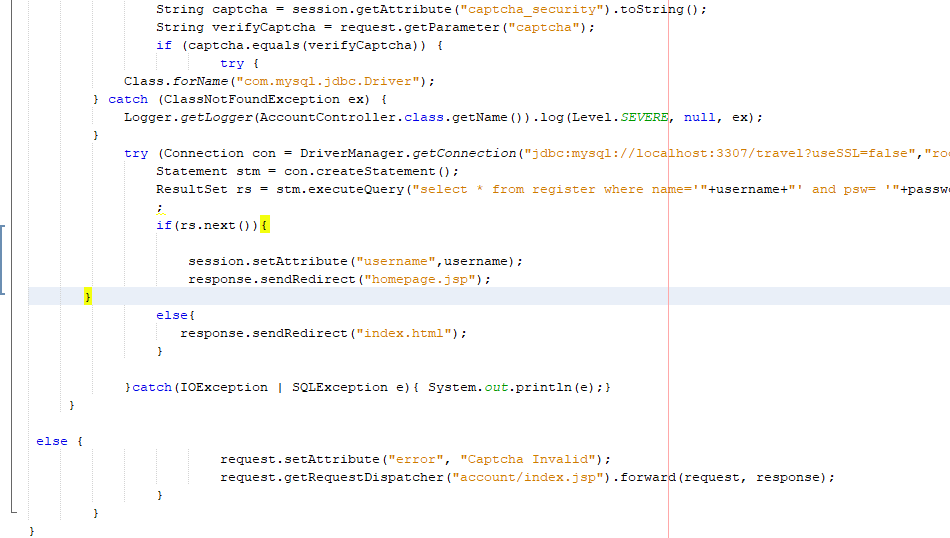 String captcha = session.getAttribute("captcha_security").toString();
String verifyCaptcha = request.getParameter("captcha");
if (captcha.equals(verifyCaptcha)) {
try {
Class.forName("com.mysql.jdbc.Driver");
} catch (ClassNotFoundException ex) {
Logger.getLogger(AccountController.class.getName()).log(Level.SEVERE, null, ex);
}
try (Connection con = DriverManager.getConnection("jdbc:mysql://localhost:3307/travel?useSSL=false","roo
Statement stm = con.createStatement();
ResultSet rs = stm.executeQuery("select * from register where name='"+username+"' and psw= '"+passwo
;
if(rs.next()){
session.setAttribute("username",username);
response.sendRedirect("homepage.jsp");
}
else{
response.sendRedirect("index.html");
}
}catch(IOException | SQLException e){ System.out.println(e);}
}
else {
request.setAttribute("error", "Captcha Invalid");
request.getRequestDispatcher("account/index.jsp").forward(request, response);
}
}
}